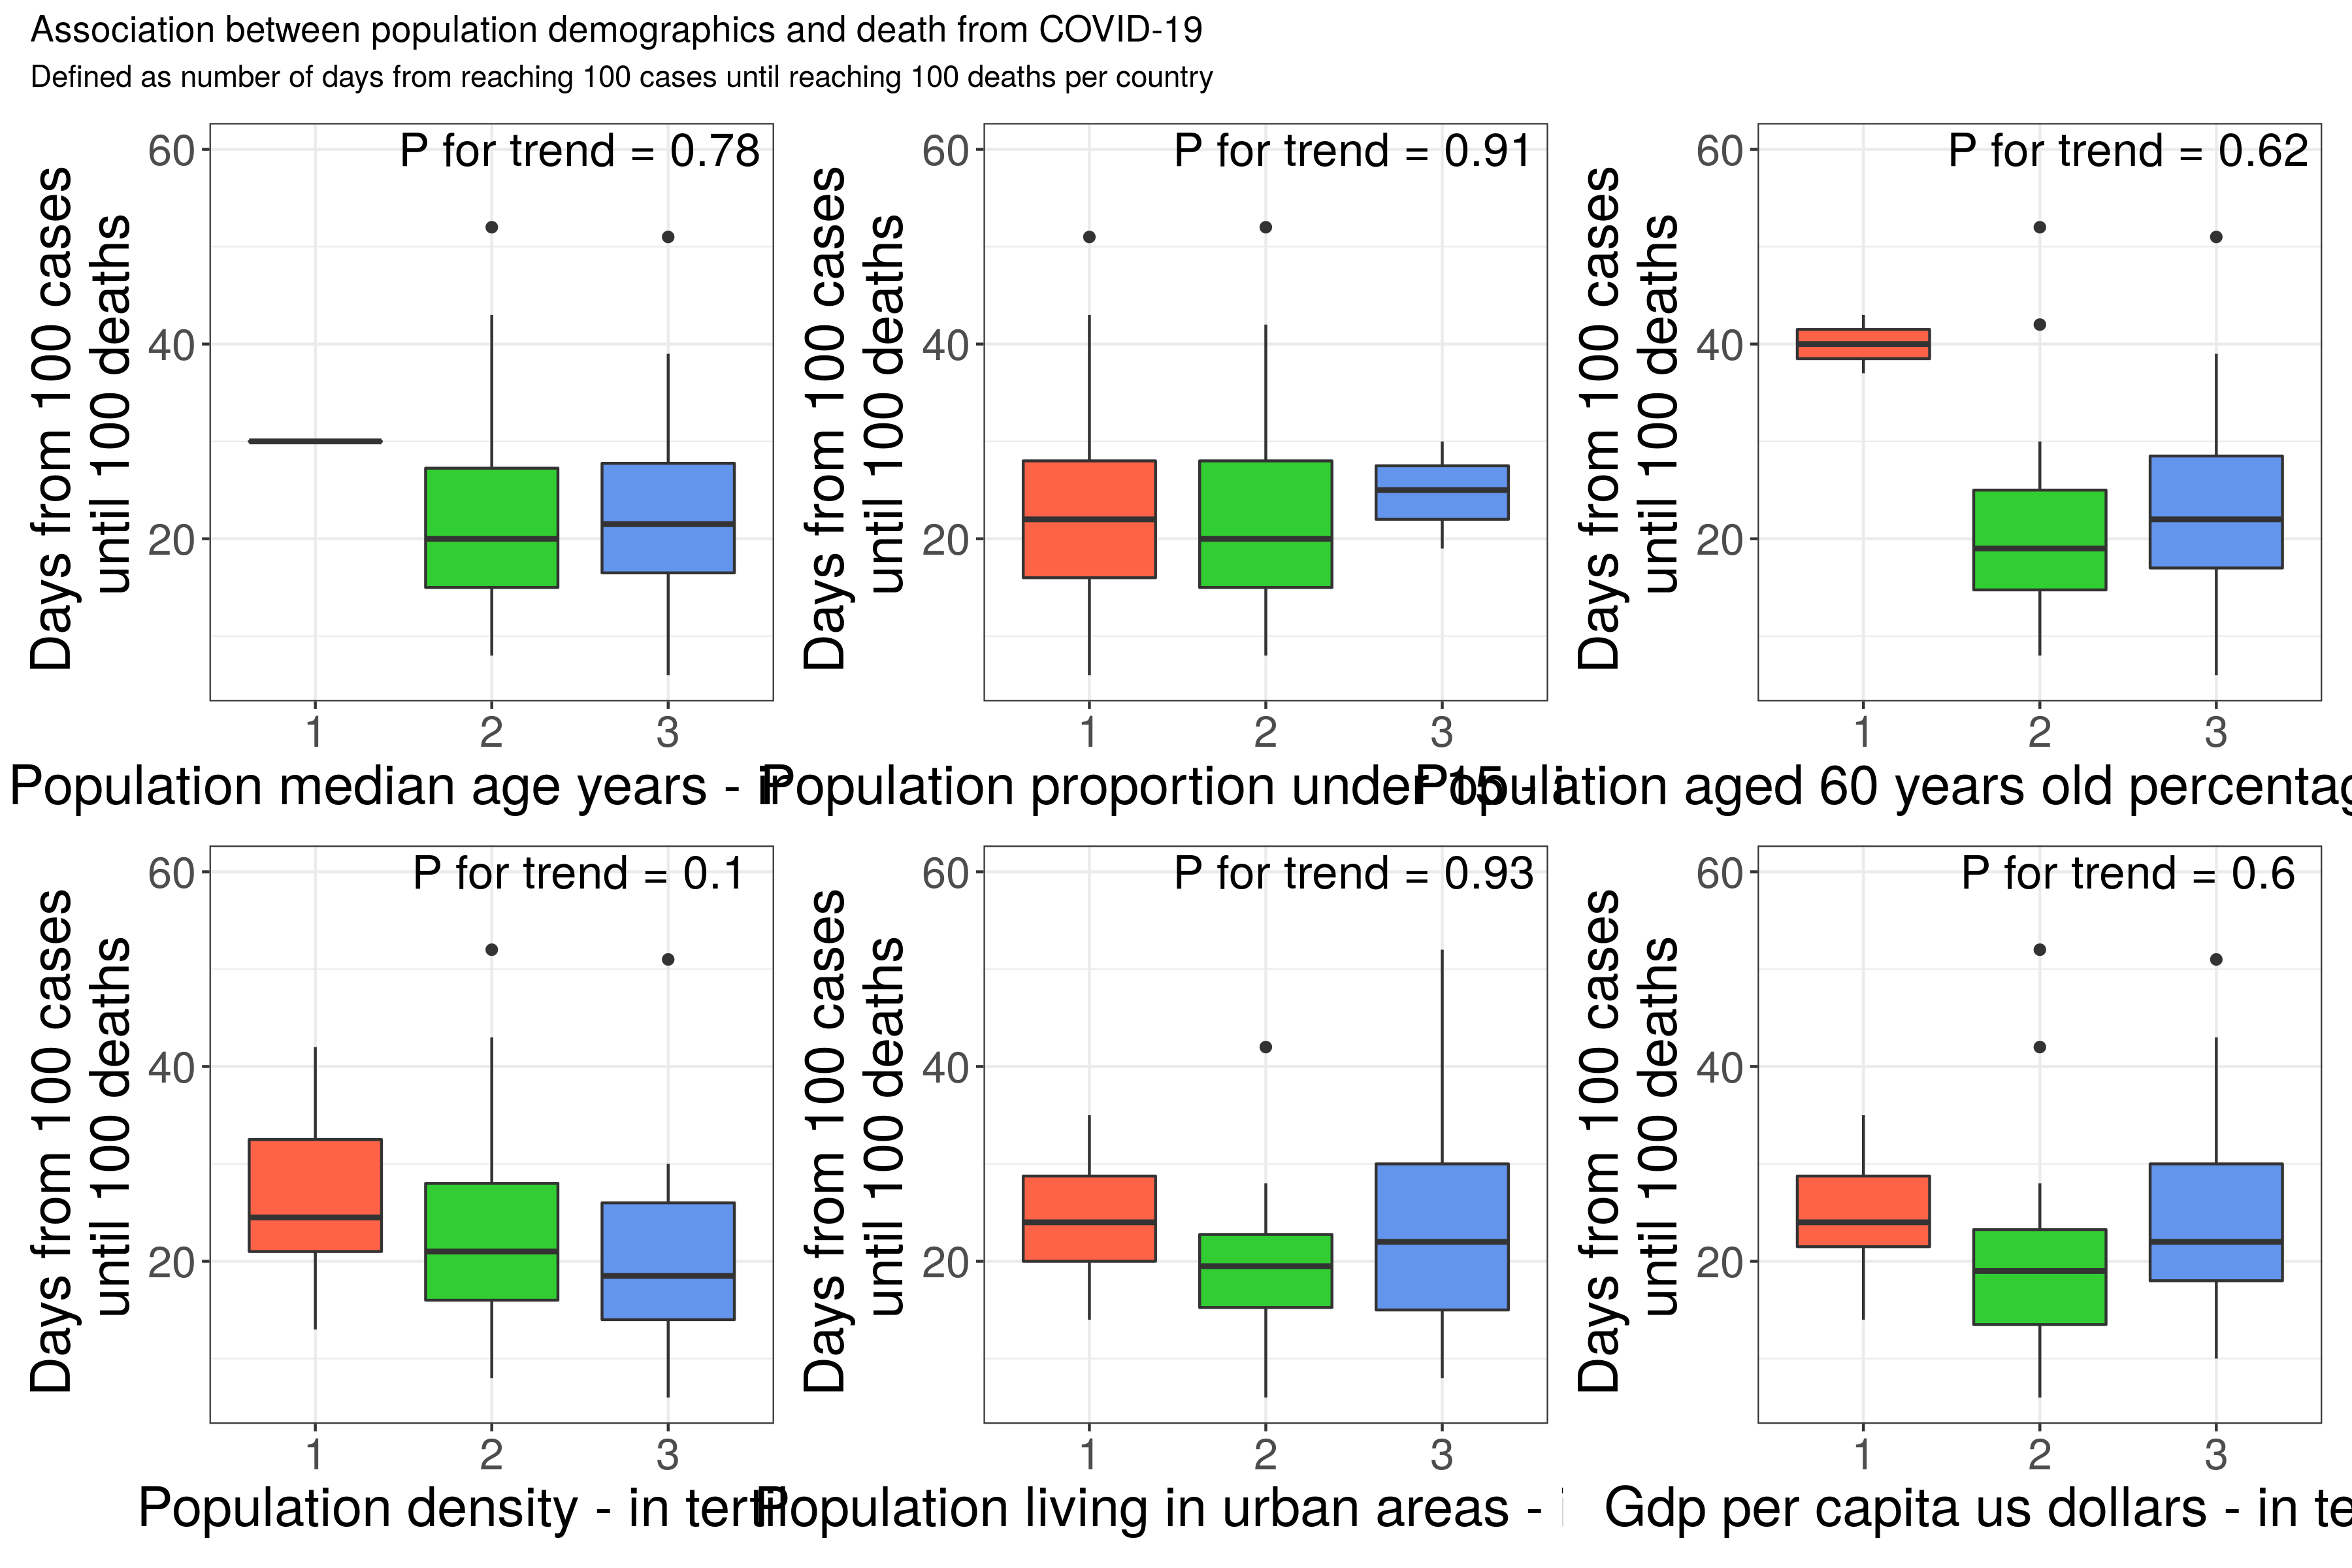 Association between population demographics and death from COVID-19
Defined as number of days from reaching 100 cases until reaching 100 deaths per country
Days from 100 cases
until 100 deaths
60
40
20
P for trend = 0.78
1 2 3
Population median age years - in
Days from 100 cases
until 100 deaths
60
40
20
P for trend = 0.91
1 2 3
Population proportion under 15 - i
Days from 100 cases
until 100 deaths
60
40
20
P for trend = 0.62
1 2 3
Population aged 60 years old percentag
Days from 100 cases
until 100 deaths
60
40
20
P for trend = 0.1
1 2 3
Population density - in terti
Days from 100 cases
until 100 deaths
60
40
20
P for trend = 0.93
1 2 3
Population living in urban areas - i
Days from 100 cases
until 100 deaths
60
40
20
P for trend = 0.6
1 2 3
Gdp per capita us dollars - in te